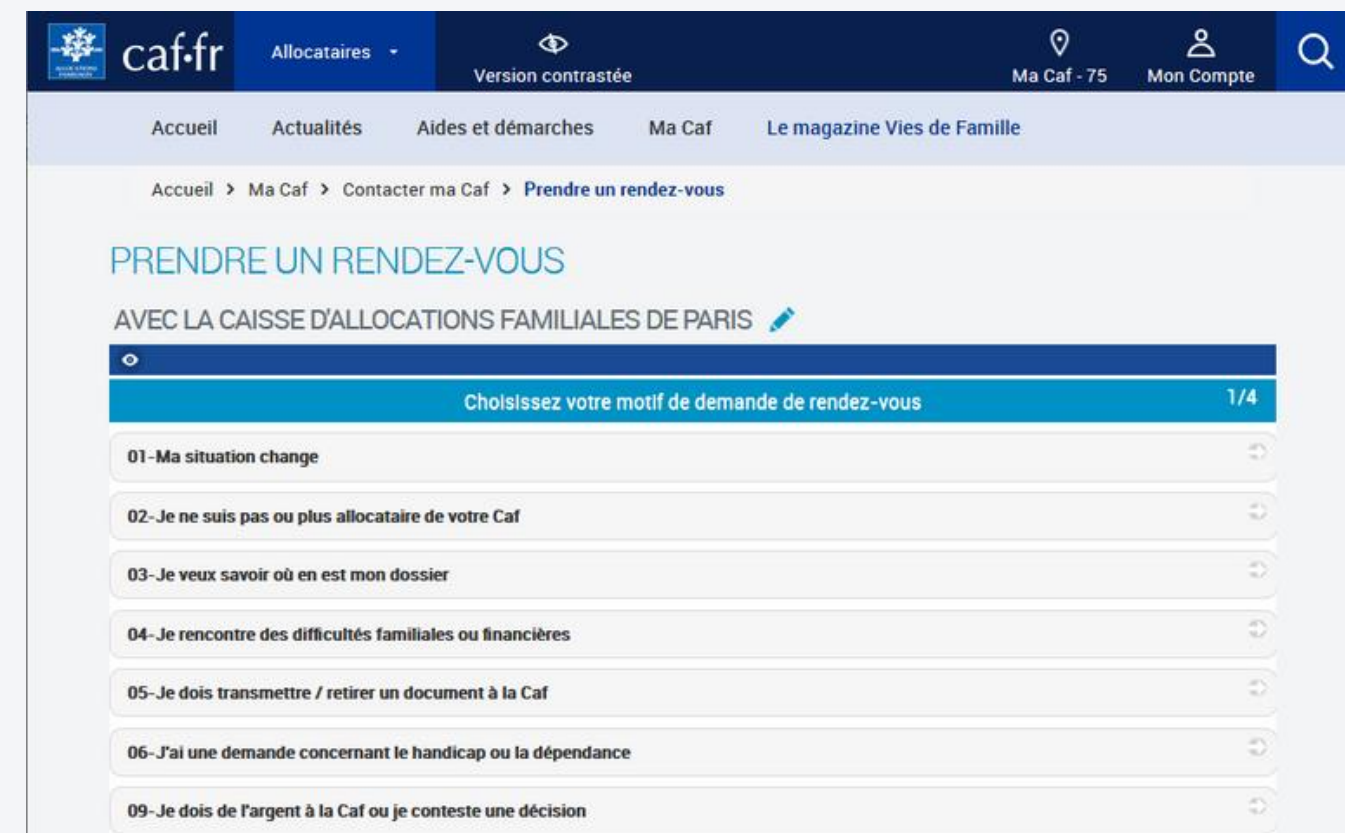 caf.fr
Allocataires
Version contrastée
Ma Caf - 75
Mon Compte
Accueil Actualités Aides et démarches Ma Caf Le magazine Vies de Famille
Accueil > Ma Caf > Contacter ma Caf > Prendre un rendez-vous
PRENDRE UN RENDEZ-VOUS
AVEC LA CAISSE D'ALLOCATIONS FAMILIALES DE PARIS
Choisissez votre motif de demande de rendez-vous 1/4
01-Ma situation change
02-Je ne suis pas ou plus allocataire de votre Caf
03-Je veux savoir où en est mon dossier
04-Je rencontre des difficultés familiales ou financières
05-Je dois transmettre / retirer un document à la Caf
06-J'ai une demande concernant le handicap ou la dépendance
09-Je dois de l'argent à la Caf ou je conteste une décision